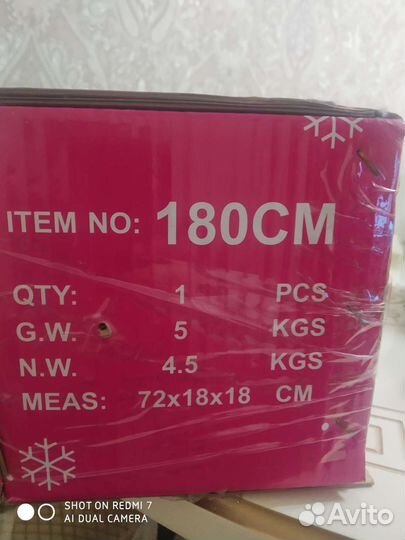 ITEM NO: 180CM
QTY: 1 PCS
G.W. 5 KGS
N.W. 4.5 KGS
MEAS: 72x18x18 CM
SHOT ON REDMI 7
AI DUAL CAMERA
Avito